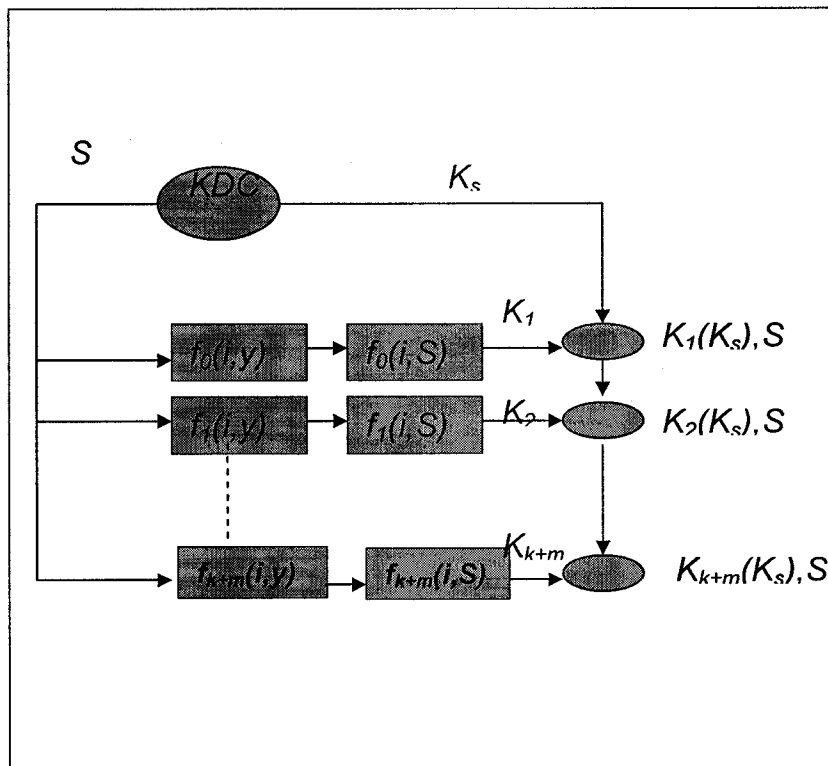 S
KDC
Kₛ
K₁
f₀(i,y)
f₀(i,S)
K₁(Kₛ),S
f₁(i,y)
f₁(i,S)
K₂
K₂(Kₛ),S
Kₖ₊ₘ
fₖ₊ₘ(i,y)
fₖ₊ₘ(i,S)
Kₖ₊ₘ(Kₛ),S